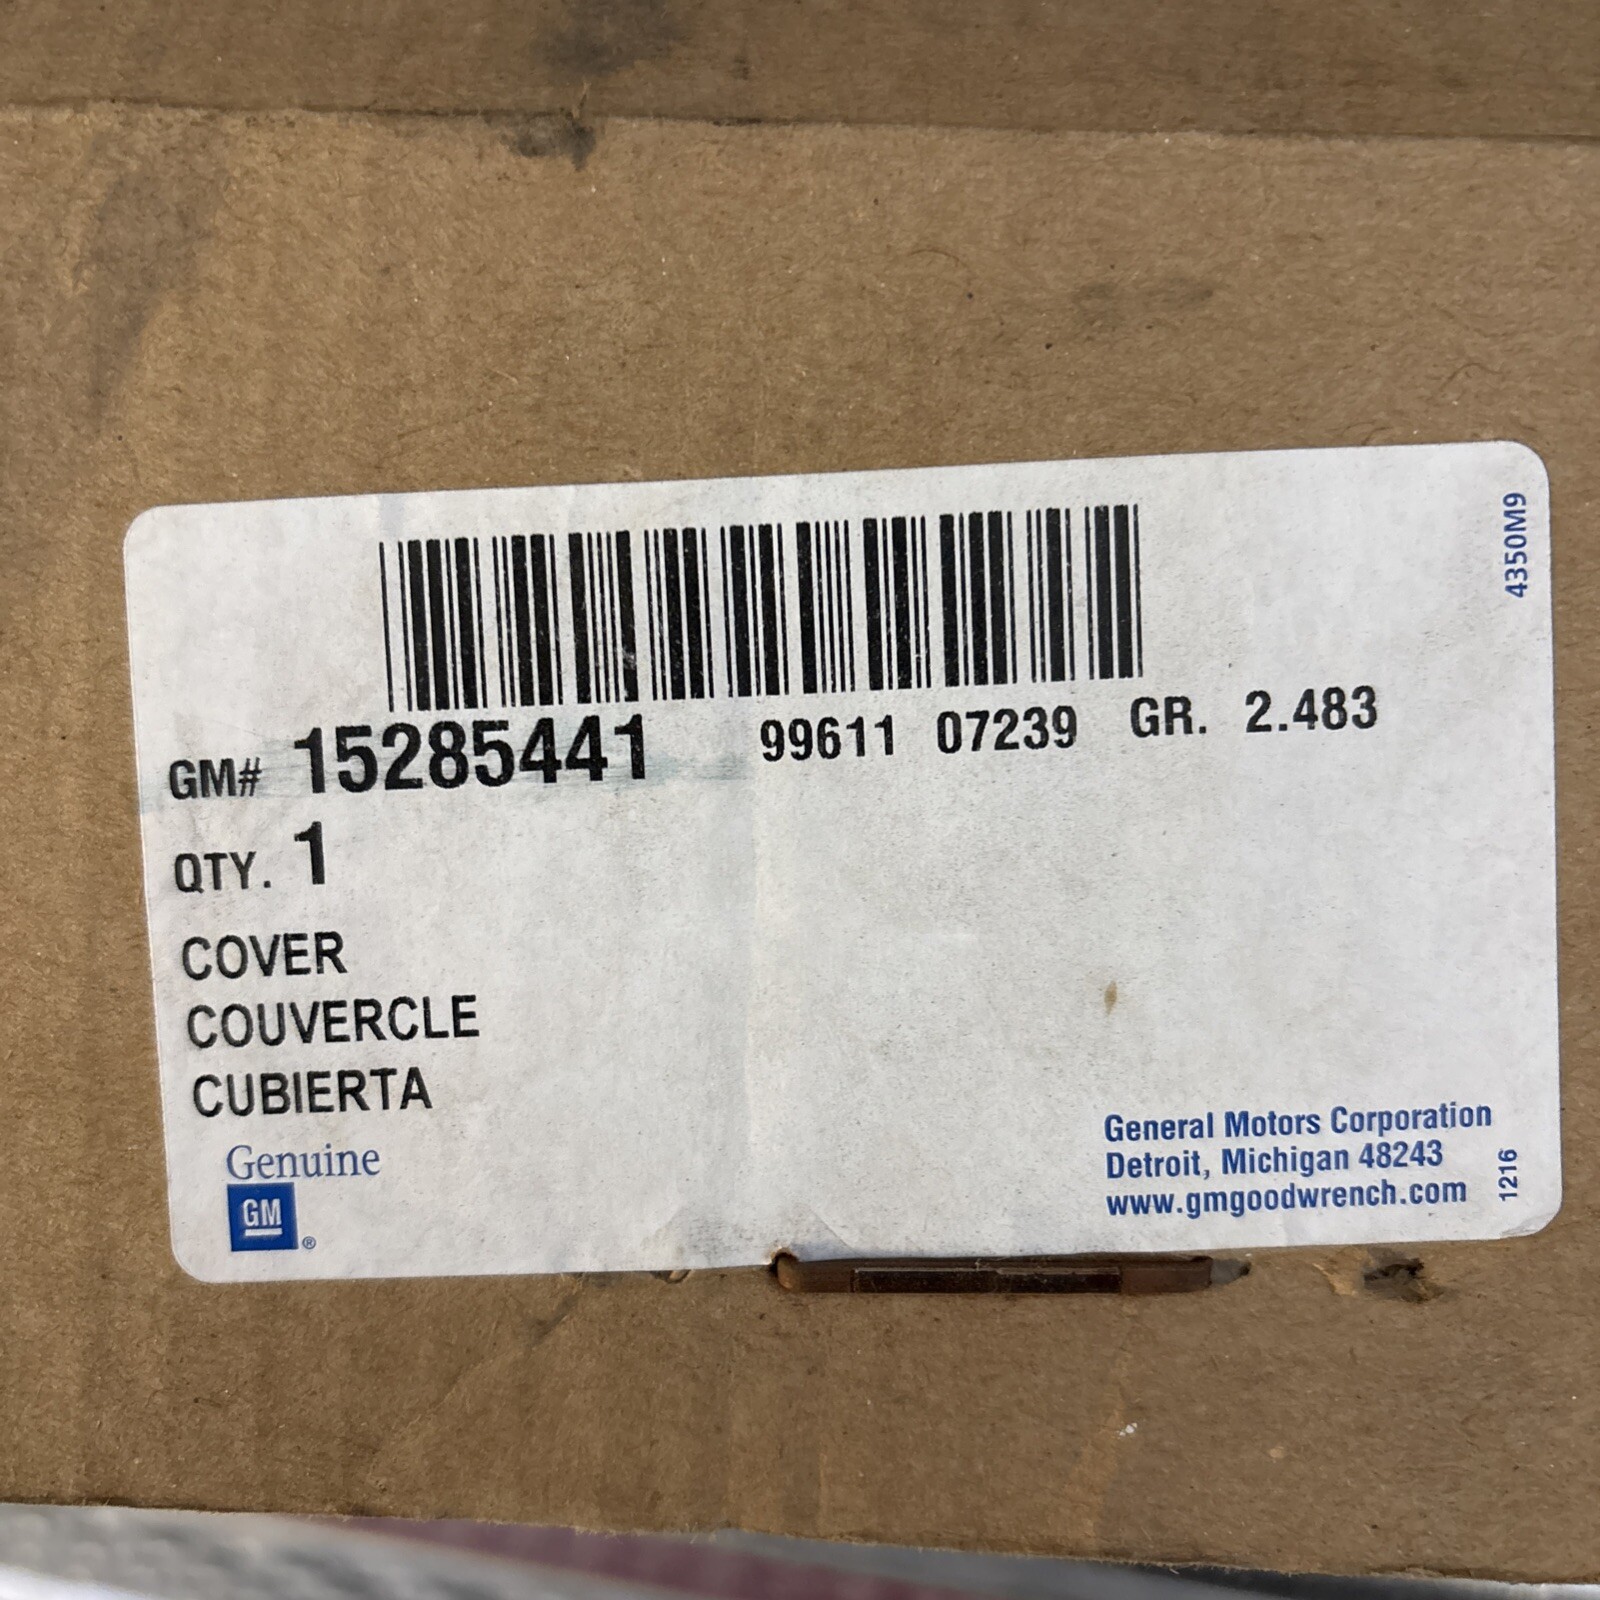 4350M9
GM# 15285441 99611 07239 GR. 2.483
QTY. 1
COVER
COUVERCLE
CUBIERTA
Genuine
GM
®
General Motors Corporation
Detroit, Michigan 48243
www.gmgoodwrench.com
1216